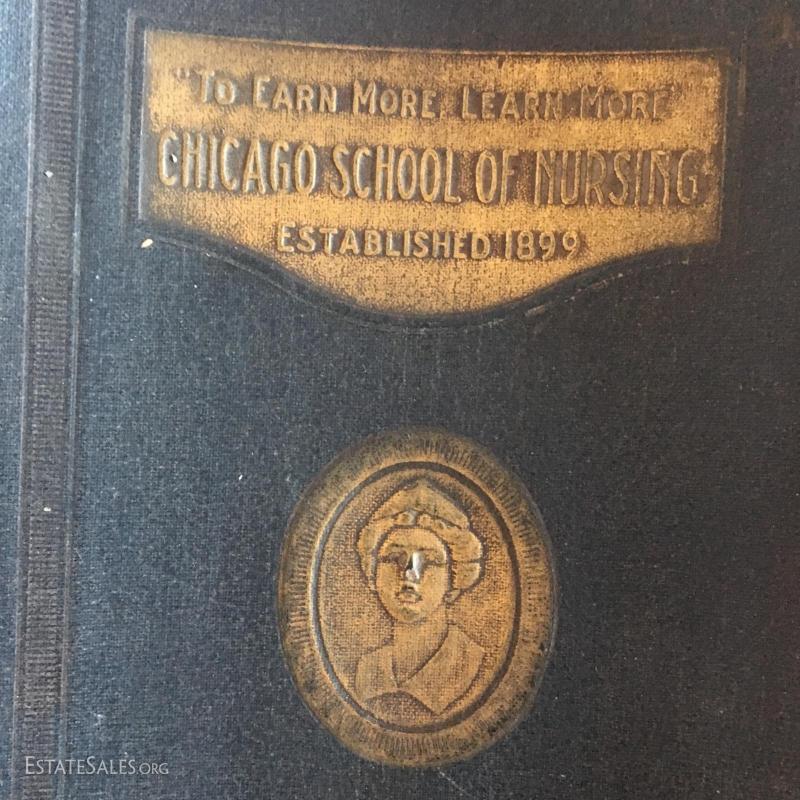 "TO EARN MORE, LEARN MORE"
CHICAGO SCHOOL OF NURSING
ESTABLISHED 1899
ESTATESALES.ORG